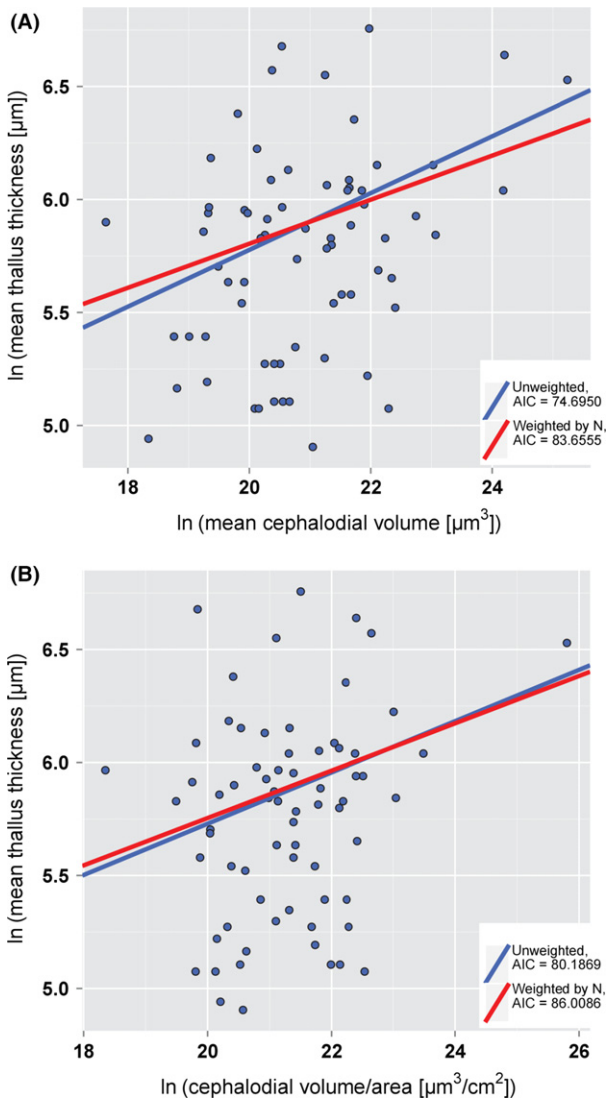 (A)
6.5
6.0
5.5
5.0
ln (mean thallus thickness [µm])
Unweighted,
AIC = 74.6950
Weighted by N,
AIC = 83.6555
18 20 22 24
ln (mean cephalodial volume [µm³])
(B)
6.5
6.0
5.5
5.0
ln (mean thallus thickness [µm])
Unweighted,
AIC = 80.1869
Weighted by N,
AIC = 86.0086
18 20 22 24 26
ln (cephalodial volume/area [µm³/cm²])